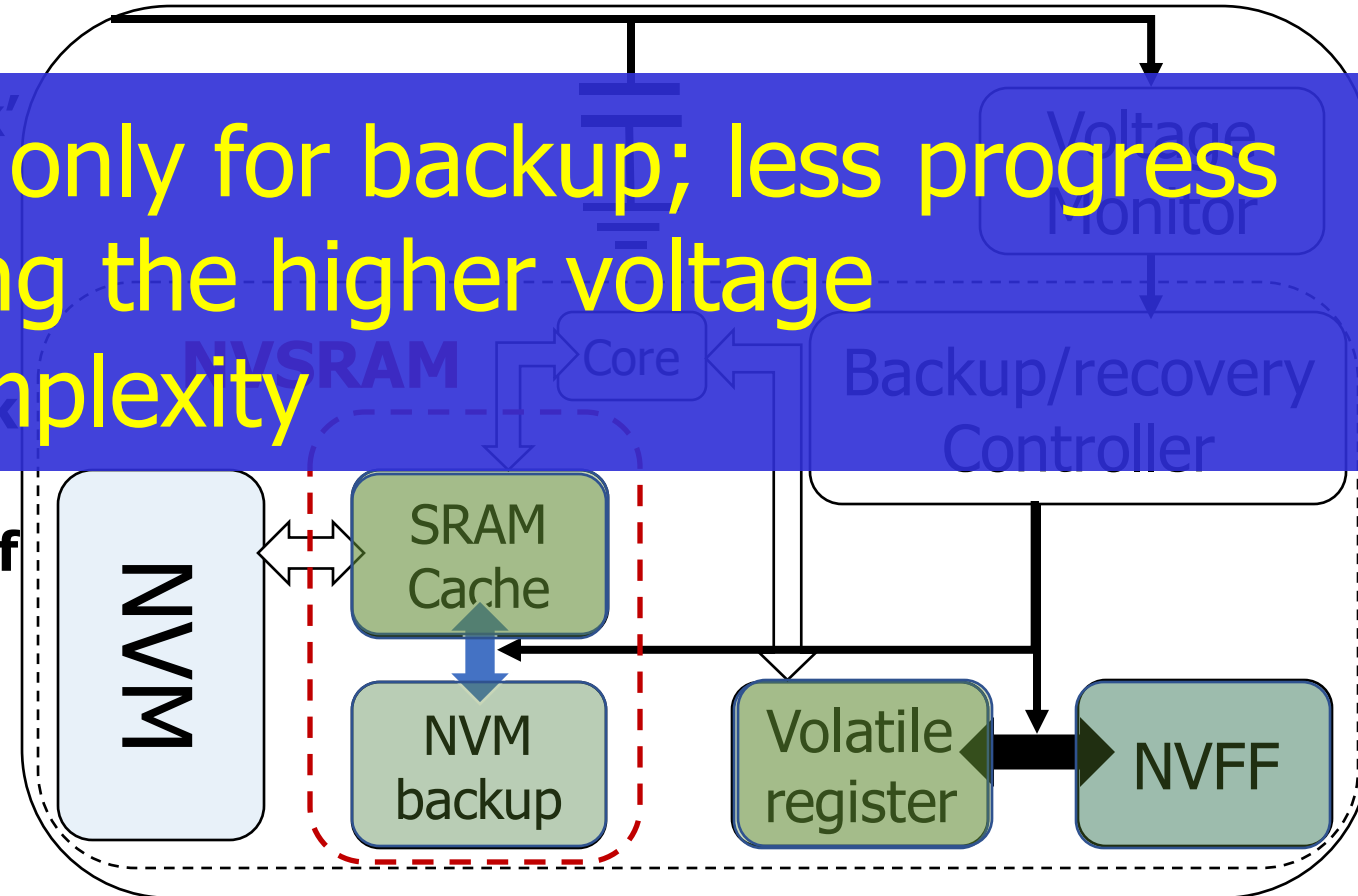 only for backup; less progress
ng the higher voltage
mplexity
Voltage
Monitor
NVSRAM
Core
Backup/recovery
Controller
SRAM
Cache
f
NVM
NVM
backup
Volatile
register
NVFF